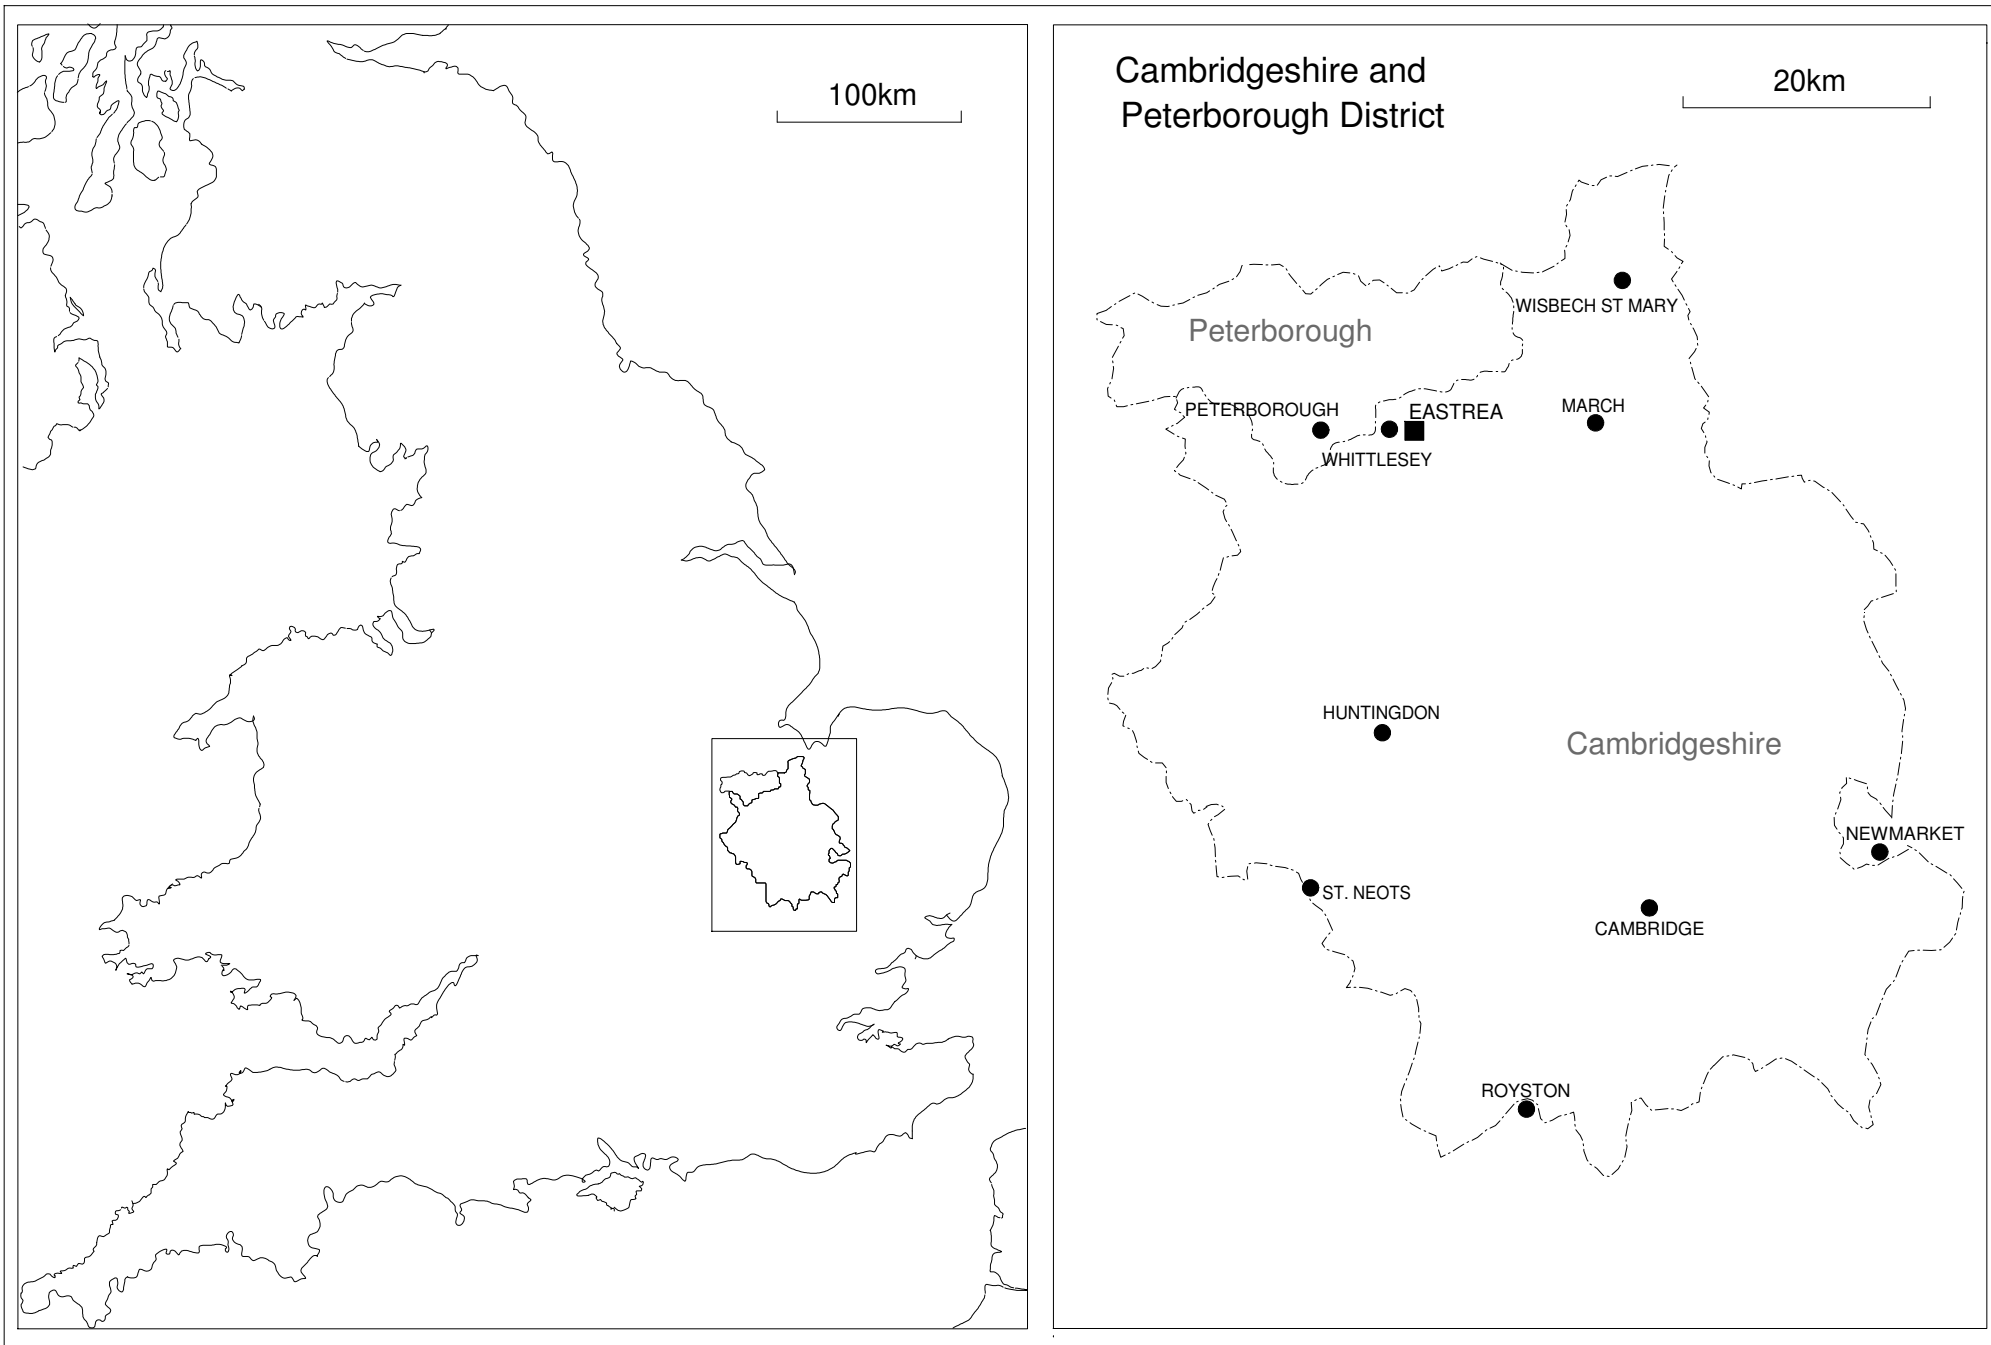 100km
Cambridgeshire and
Peterborough District
20km
WISBECH ST MARY
Peterborough
PETERBOROUGH
EASTREA
MARCH
WHITTLESEY
HUNTINGDON
Cambridgeshire
NEWMARKET
ST. NEOTS
CAMBRIDGE
ROYSTON